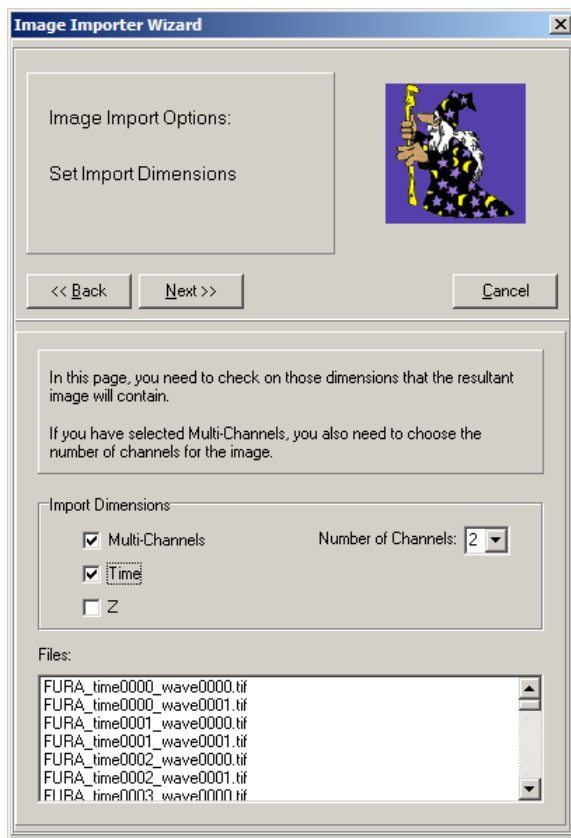 Image Importer Wizard
Image Import Options:
Set Import Dimensions
<< Back
Next >>
Cancel
In this page, you need to check on those dimensions that the resultant
image will contain.
If you have selected Multi-Channels, you also need to choose the
number of channels for the image.
Import Dimensions
Multi-Channels
Number of Channels: 2
Time
Z
Files:
FURA_time0000_wave0000.tif
FURA_time0000_wave0001.tif
FURA_time0001_wave0000.tif
FURA_time0001_wave0001.tif
FURA_time0002_wave0000.tif
FURA_time0002_wave0001.tif
FURA_time0003_wave0000.tif